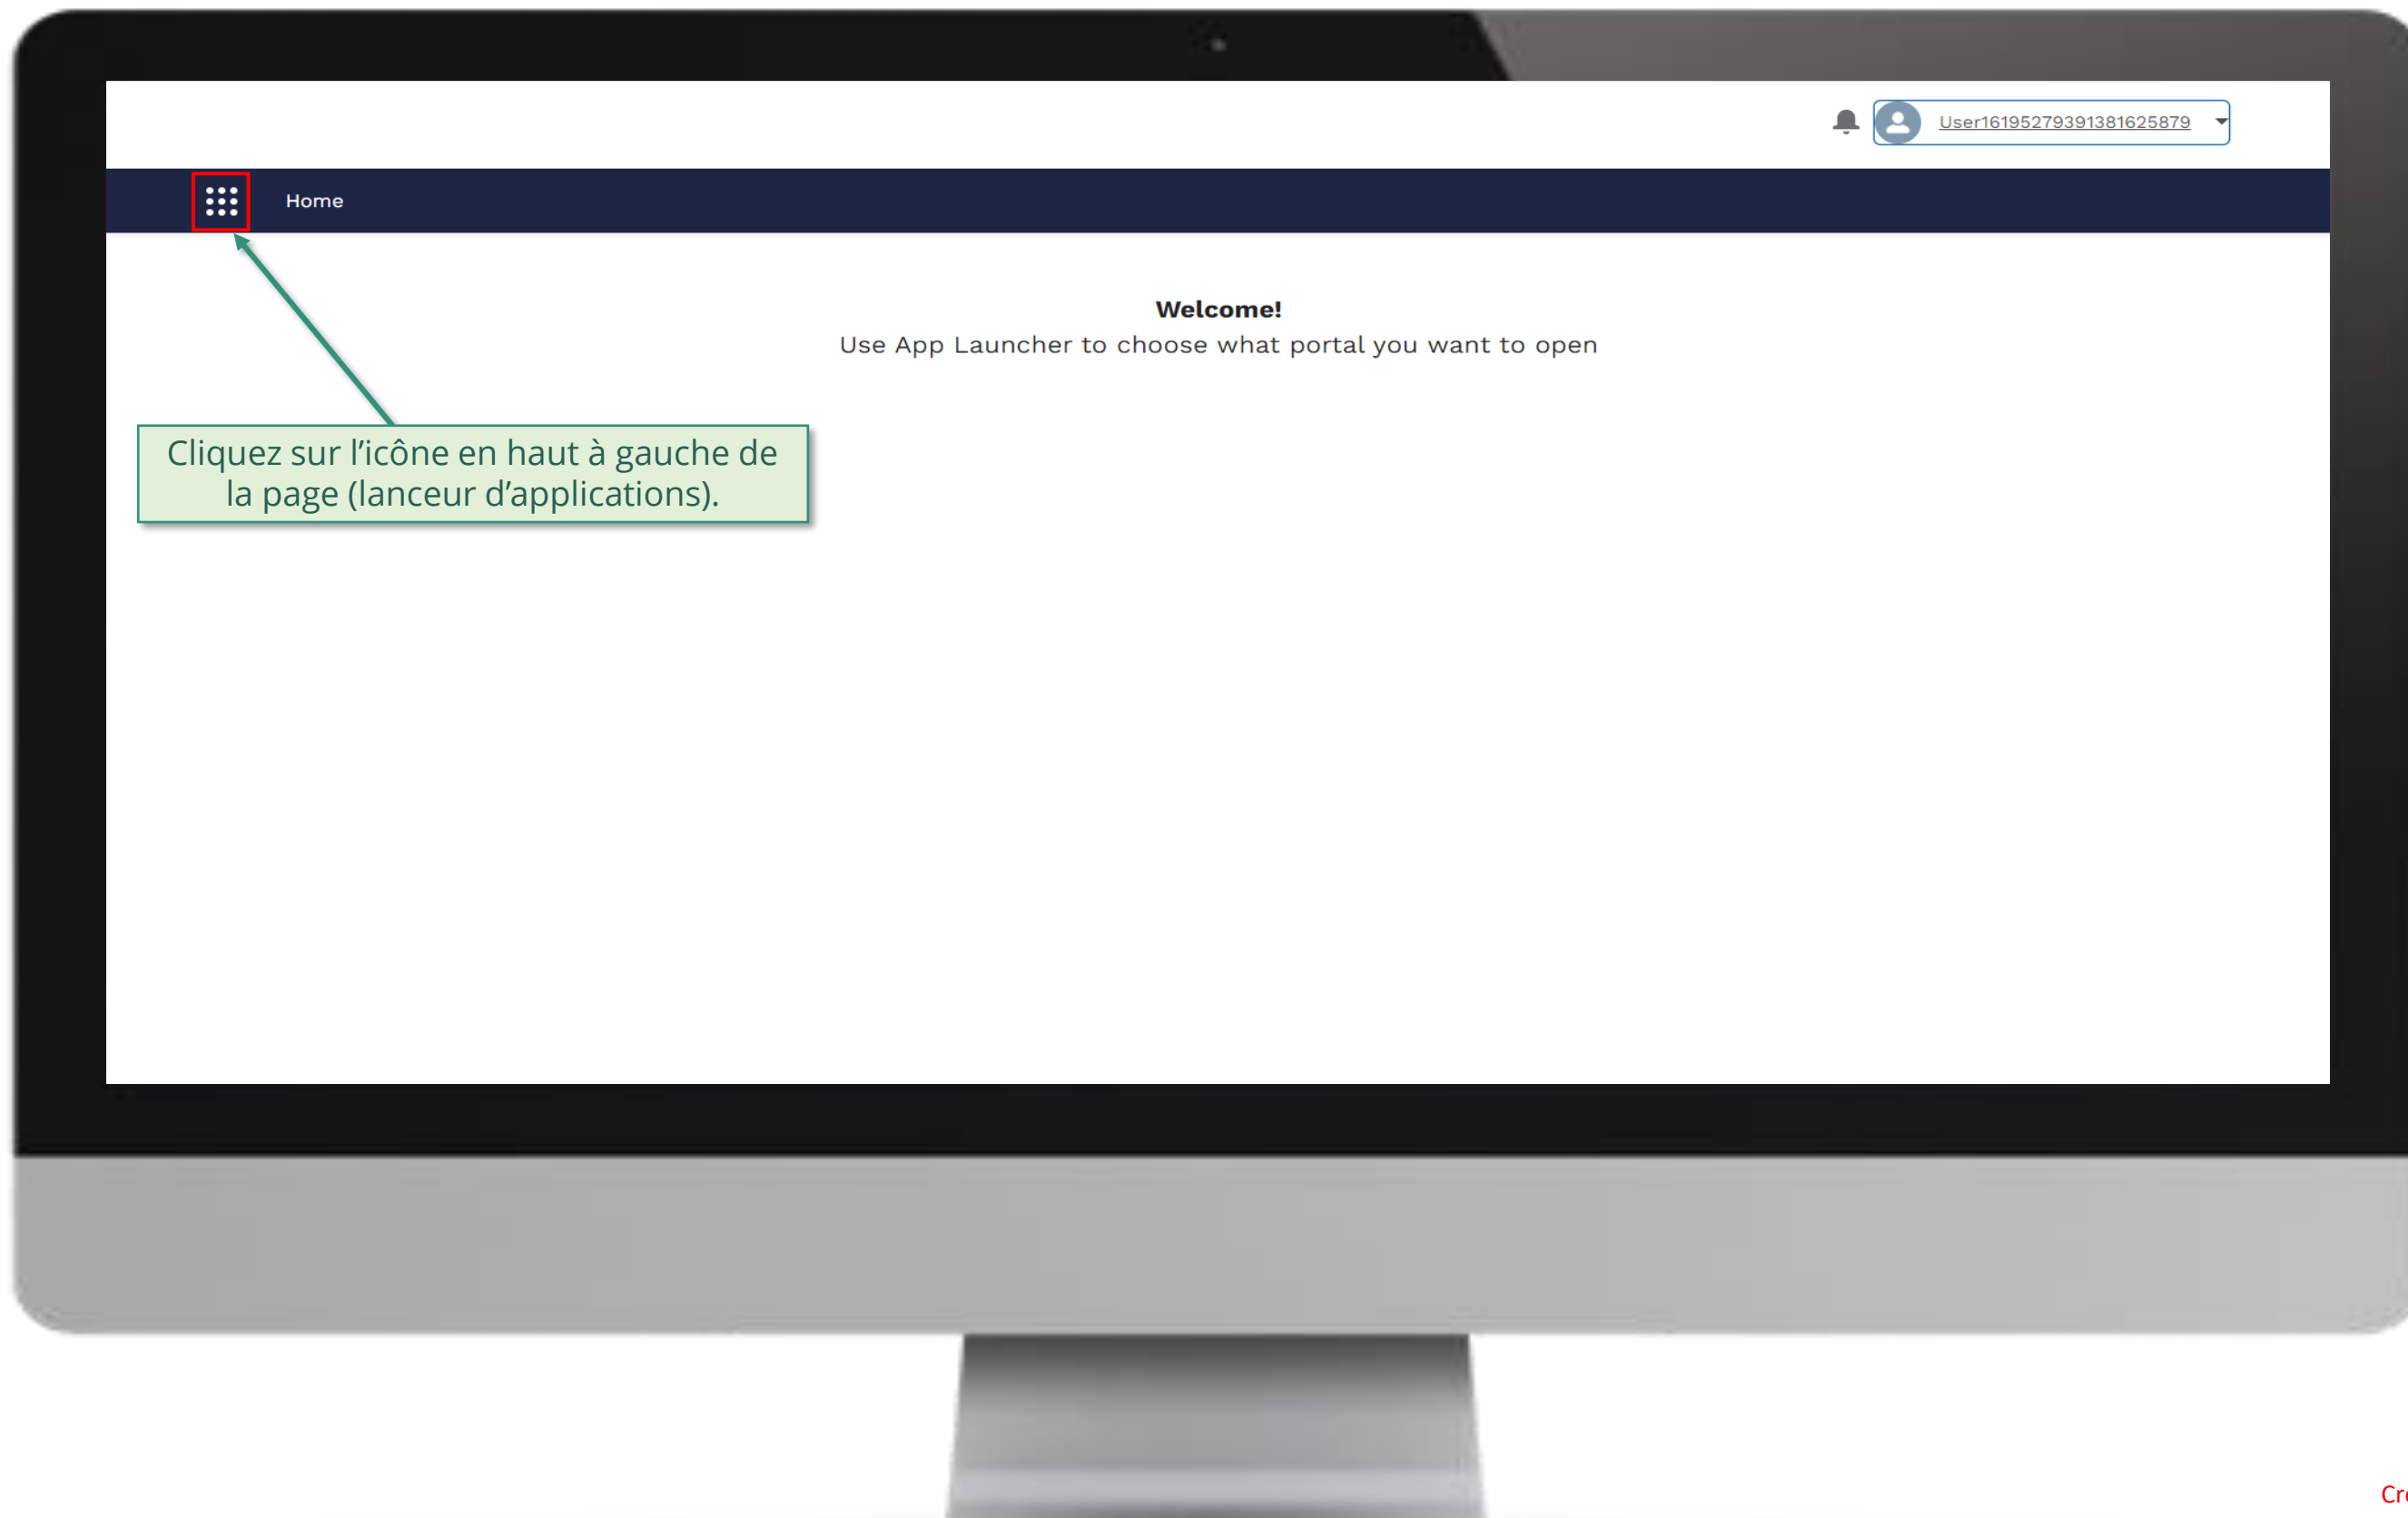 User16195279391381625879
Home
Welcome!
Use App Launcher to choose what portal you want to open
Cliquez sur l’icône en haut à gauche de
la page (lanceur d’applications).